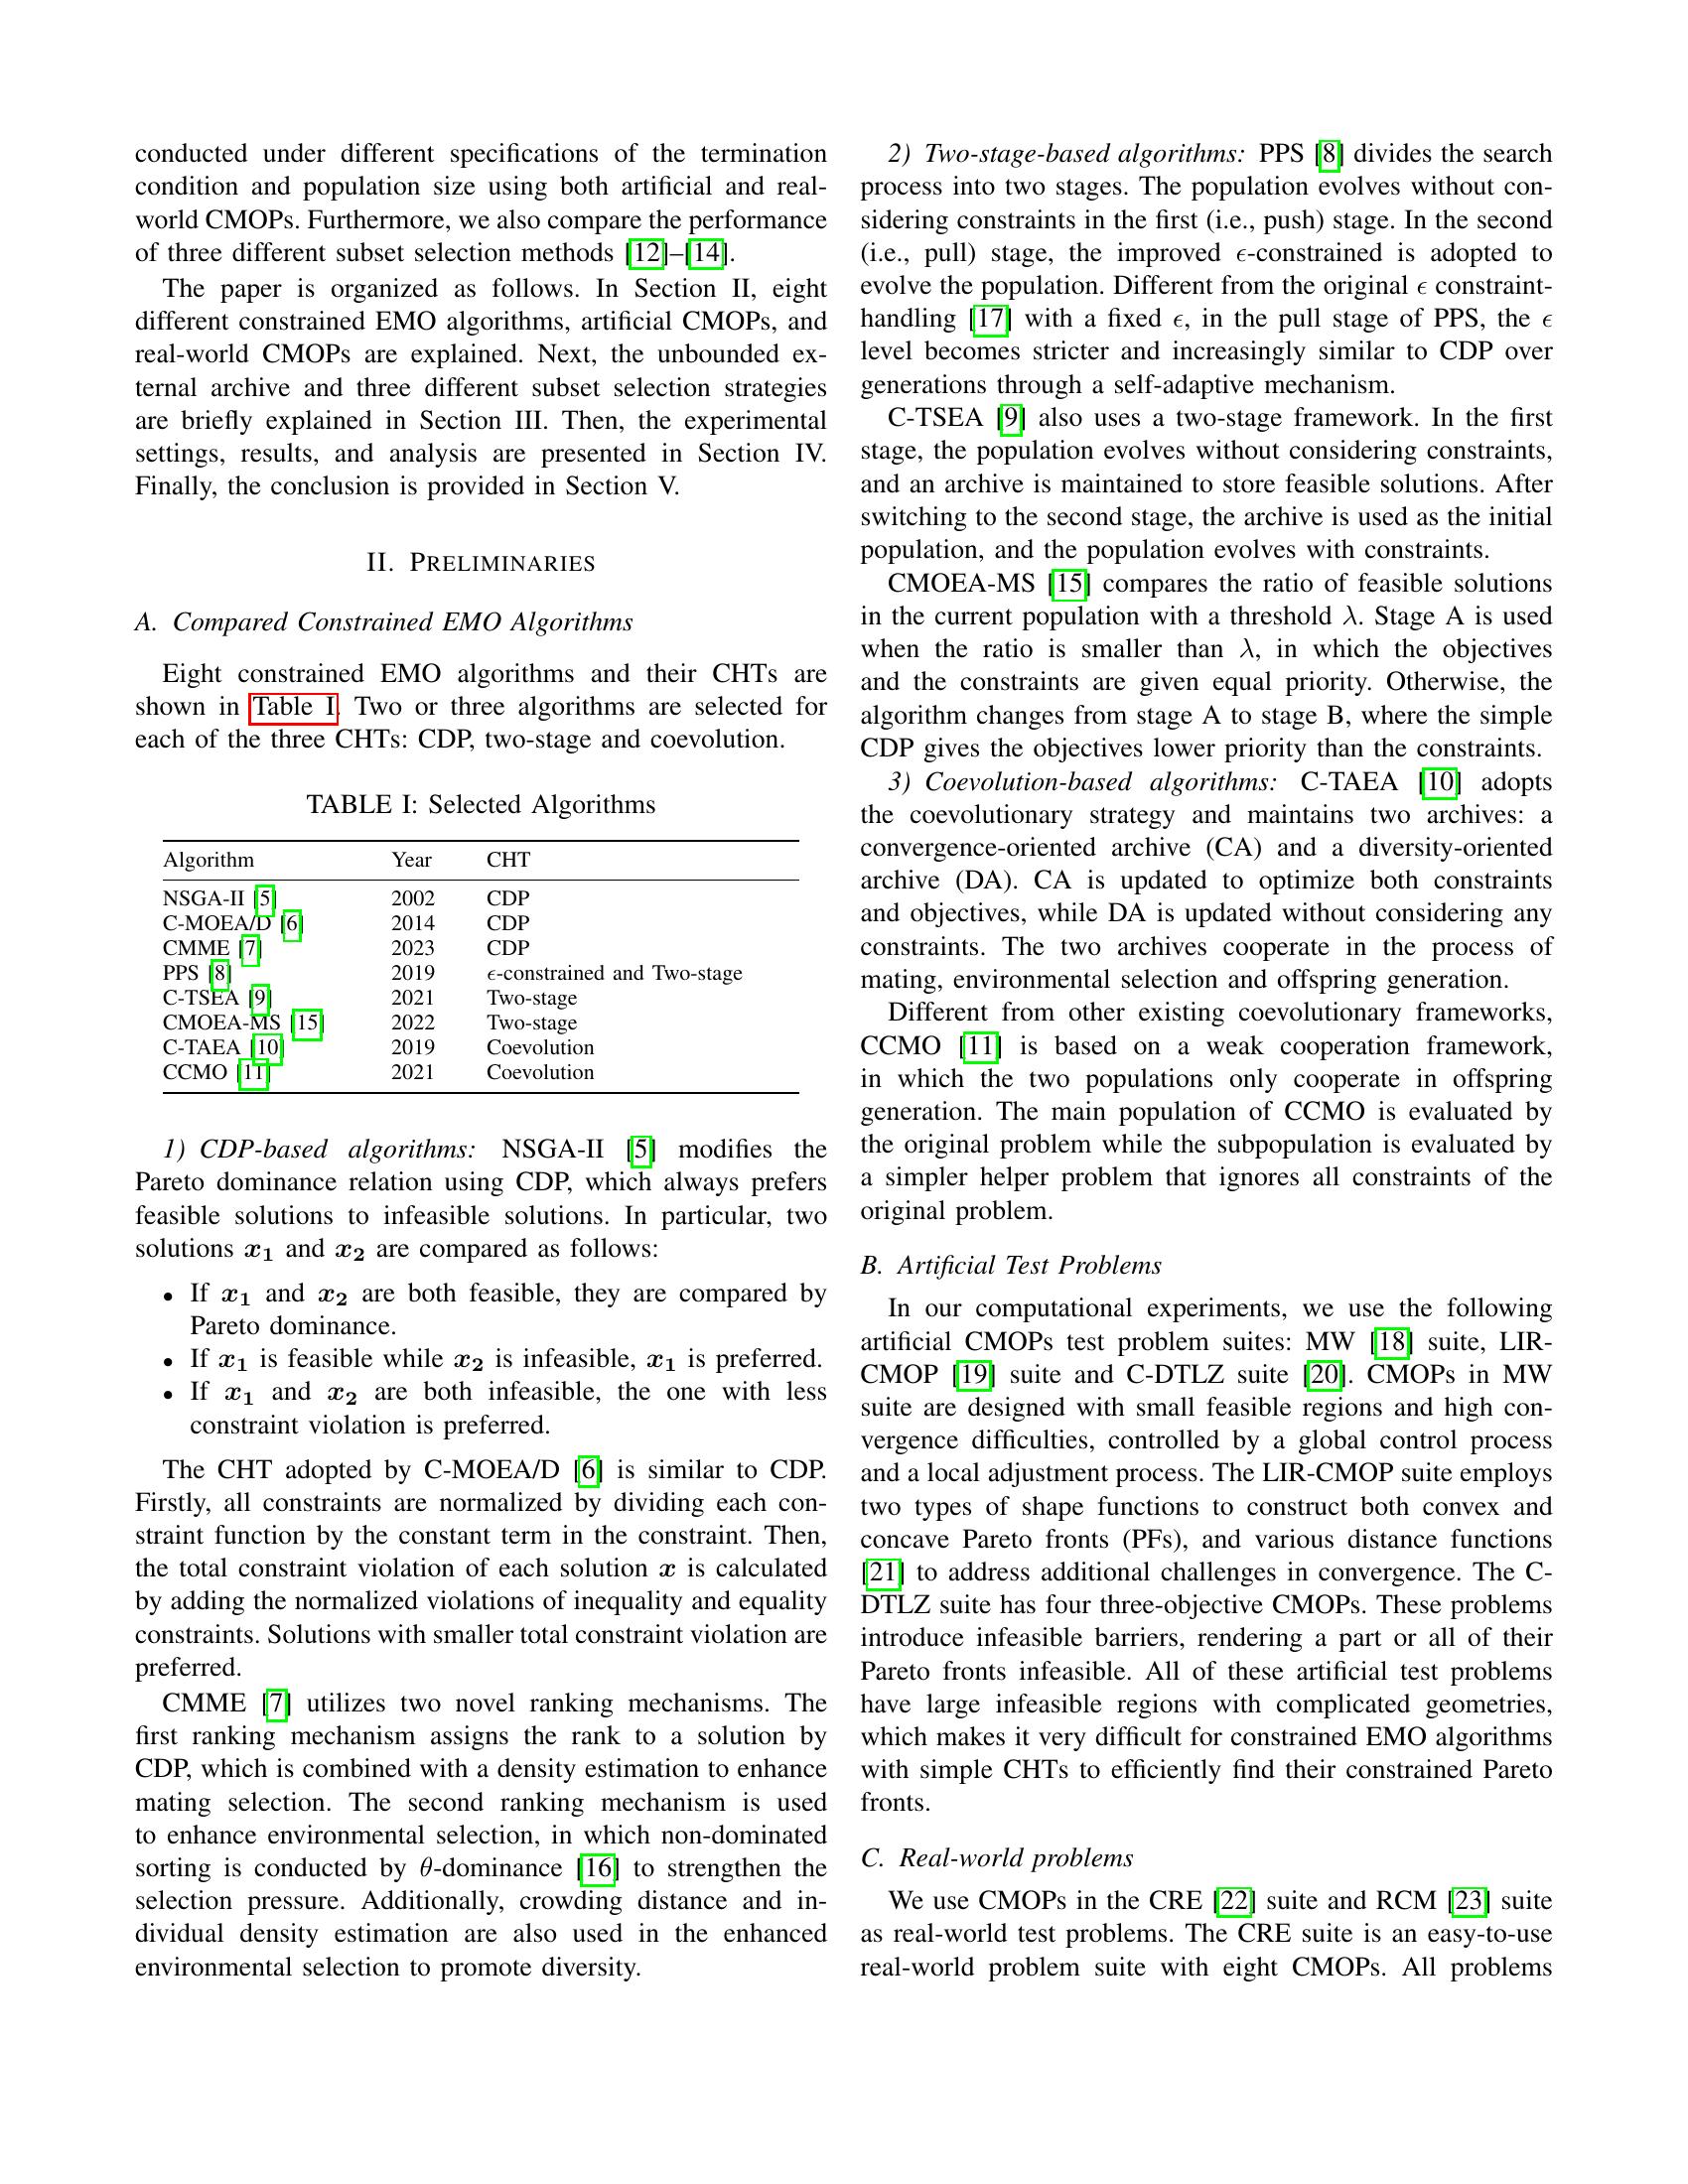 conducted under different specifications of the termination
condition and population size using both artificial and real-
world CMOPs. Furthermore, we also compare the performance
of three different subset selection methods [12]–[14].
The paper is organized as follows. In Section II, eight
different constrained EMO algorithms, artificial CMOPs, and
real-world CMOPs are explained. Next, the unbounded ex-
ternal archive and three different subset selection strategies
are briefly explained in Section III. Then, the experimental
settings, results, and analysis are presented in Section IV.
Finally, the conclusion is provided in Section V.
II. PRELIMINARIES
A. Compared Constrained EMO Algorithms
Eight constrained EMO algorithms and their CHTs are
shown in Table I. Two or three algorithms are selected for
each of the three CHTs: CDP, two-stage and coevolution.
TABLE I: Selected Algorithms
Algorithm Year CHT
NSGA-II [5] 2002 CDP
C-MOEA/D [6] 2014 CDP
CMME [7] 2023 CDP
PPS [8] 2019 ϵ-constrained and Two-stage
C-TSEA [9] 2021 Two-stage
CMOEA-MS [15] 2022 Two-stage
C-TAEA [10] 2019 Coevolution
CCMO [11] 2021 Coevolution
1) CDP-based algorithms: NSGA-II [5] modifies the
Pareto dominance relation using CDP, which always prefers
feasible solutions to infeasible solutions. In particular, two
solutions x1 and x2 are compared as follows:
• If x1 and x2 are both feasible, they are compared by
Pareto dominance.
• If x1 is feasible while x2 is infeasible, x1 is preferred.
• If x1 and x2 are both infeasible, the one with less
constraint violation is preferred.
The CHT adopted by C-MOEA/D [6] is similar to CDP.
Firstly, all constraints are normalized by dividing each con-
straint function by the constant term in the constraint. Then,
the total constraint violation of each solution x is calculated
by adding the normalized violations of inequality and equality
constraints. Solutions with smaller total constraint violation are
preferred.
CMME [7] utilizes two novel ranking mechanisms. The
first ranking mechanism assigns the rank to a solution by
CDP, which is combined with a density estimation to enhance
mating selection. The second ranking mechanism is used
to enhance environmental selection, in which non-dominated
sorting is conducted by θ-dominance [16] to strengthen the
selection pressure. Additionally, crowding distance and in-
dividual density estimation are also used in the enhanced
environmental selection to promote diversity.
2) Two-stage-based algorithms: PPS [8] divides the search
process into two stages. The population evolves without con-
sidering constraints in the first (i.e., push) stage. In the second
(i.e., pull) stage, the improved ϵ-constrained is adopted to
evolve the population. Different from the original ϵ constraint-
handling [17] with a fixed ϵ, in the pull stage of PPS, the ϵ
level becomes stricter and increasingly similar to CDP over
generations through a self-adaptive mechanism.
C-TSEA [9] also uses a two-stage framework. In the first
stage, the population evolves without considering constraints,
and an archive is maintained to store feasible solutions. After
switching to the second stage, the archive is used as the initial
population, and the population evolves with constraints.
CMOEA-MS [15] compares the ratio of feasible solutions
in the current population with a threshold λ. Stage A is used
when the ratio is smaller than λ, in which the objectives
and the constraints are given equal priority. Otherwise, the
algorithm changes from stage A to stage B, where the simple
CDP gives the objectives lower priority than the constraints.
3) Coevolution-based algorithms: C-TAEA [10] adopts
the coevolutionary strategy and maintains two archives: a
convergence-oriented archive (CA) and a diversity-oriented
archive (DA). CA is updated to optimize both constraints
and objectives, while DA is updated without considering any
constraints. The two archives cooperate in the process of
mating, environmental selection and offspring generation.
Different from other existing coevolutionary frameworks,
CCMO [11] is based on a weak cooperation framework,
in which the two populations only cooperate in offspring
generation. The main population of CCMO is evaluated by
the original problem while the subpopulation is evaluated by
a simpler helper problem that ignores all constraints of the
original problem.
B. Artificial Test Problems
In our computational experiments, we use the following
artificial CMOPs test problem suites: MW [18] suite, LIR-
CMOP [19] suite and C-DTLZ suite [20]. CMOPs in MW
suite are designed with small feasible regions and high con-
vergence difficulties, controlled by a global control process
and a local adjustment process. The LIR-CMOP suite employs
two types of shape functions to construct both convex and
concave Pareto fronts (PFs), and various distance functions
[21] to address additional challenges in convergence. The C-
DTLZ suite has four three-objective CMOPs. These problems
introduce infeasible barriers, rendering a part or all of their
Pareto fronts infeasible. All of these artificial test problems
have large infeasible regions with complicated geometries,
which makes it very difficult for constrained EMO algorithms
with simple CHTs to efficiently find their constrained Pareto
fronts.
C. Real-world problems
We use CMOPs in the CRE [22] suite and RCM [23] suite
as real-world test problems. The CRE suite is an easy-to-use
real-world problem suite with eight CMOPs. All problems